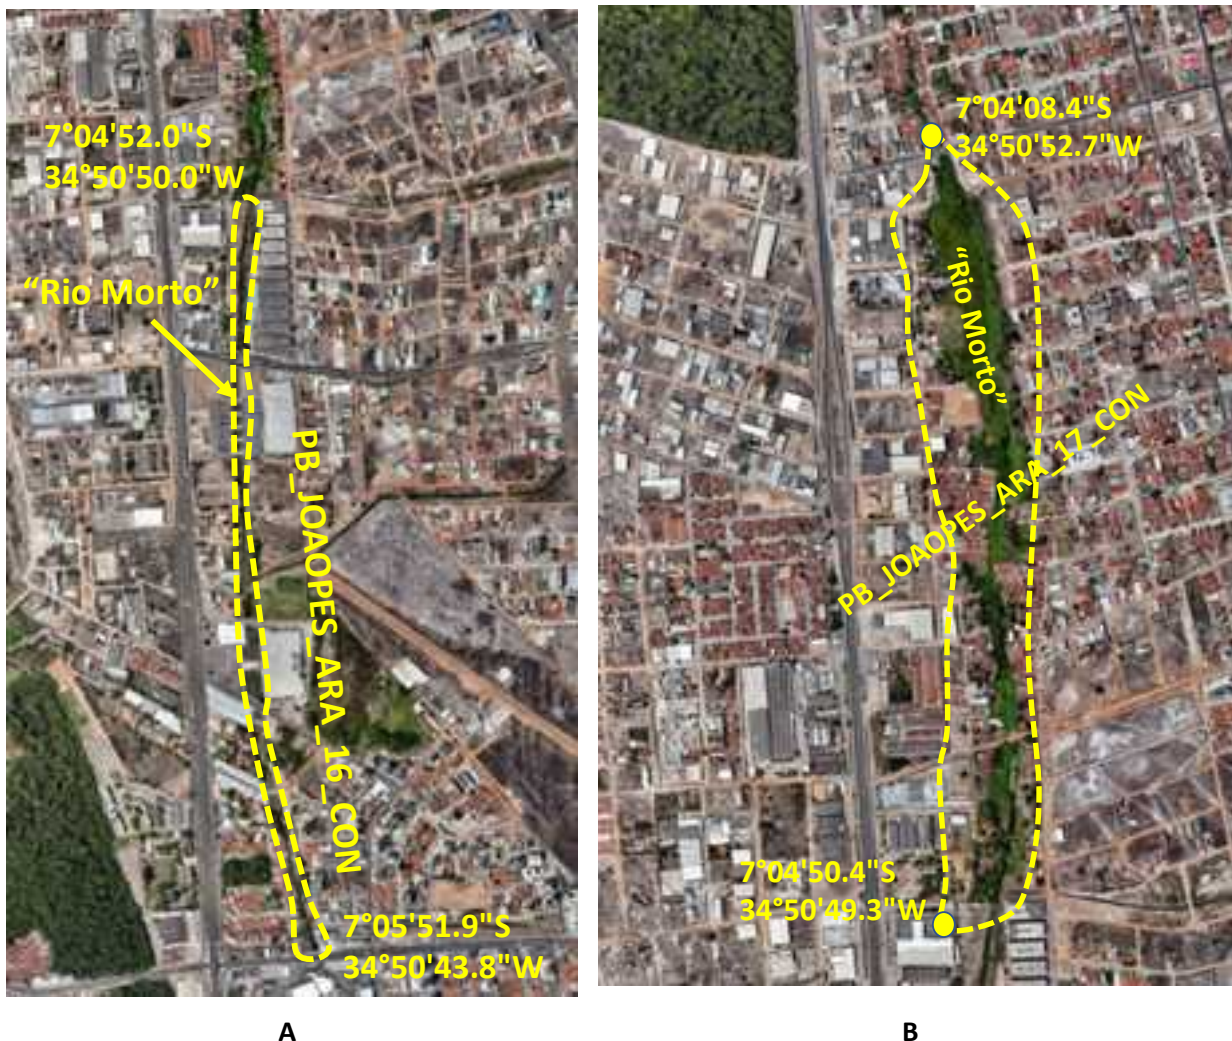 7°04'52.0"S
34°50'50.0"W
“Rio Morto”
PB_JOAOPES_ARA_16_CON
7°05'51.9"S
34°50'43.8"W
A
7°04'08.4"S
34°50'52.7"W
“Rio Morto”
PB_JOAOPES_ARA_17_CON
7°04'50.4"S
34°50'49.3"W
B